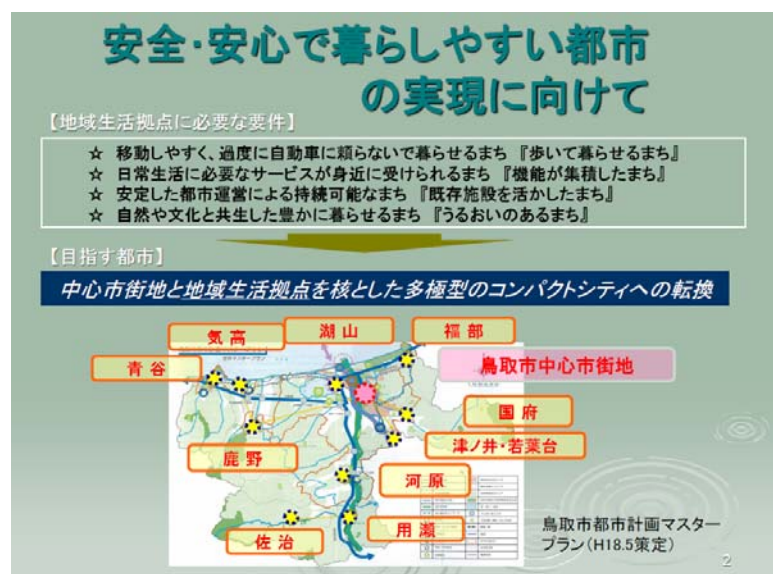 安全・安心で暮らしやすい都市
の実現に向けて
【地域生活拠点に必要な要件】
☆ 移動しやすく、過度に自動車に頼らないで暮らせるまち 『歩いて暮らせるまち』
☆ 日常生活に必要なサービスが身近に受けられるまち 『機能が集積したまち』
☆ 安定した都市運営による持続可能なまち 『既存施設を活かしたまち』
☆ 自然や文化と共生した豊かに暮らせるまち 『うるおいのあるまち』
【目指す都市】
中心市街地と地域生活拠点を核とした多極型のコンパクトシティへの転換
気 高
湖 山
福 部
青 谷
鳥取市中心市街地
国 府
津ノ井・若葉台
鹿 野
河 原
用 瀬
佐 治
鳥取市都市計画マスター
プラン(H18.5策定)
2